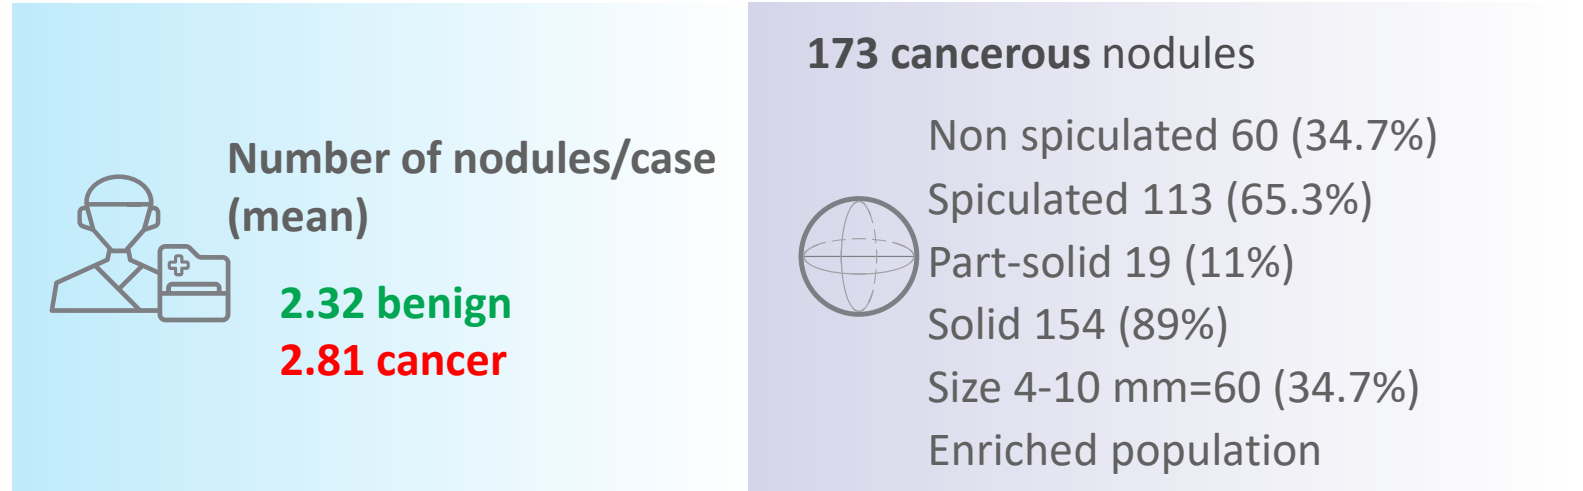 Number of nodules/case
(mean)
2.32 benign
2.81 cancer
173 cancerous nodules
Non spiculated 60 (34.7%)
Spiculated 113 (65.3%)
Part-solid 19 (11%)
Solid 154 (89%)
Size 4-10 mm=60 (34.7%)
Enriched population